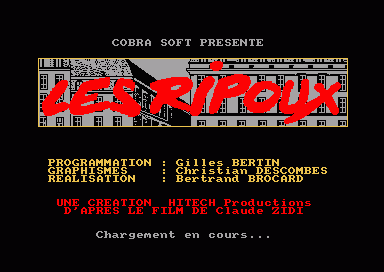 COBRA SOFT PRESENTE
LES RIPOUX
PROGRAMMATION : Gilles BERTIN
GRAPHISMES : Christian DESCOMBES
REALISATION : Bertrand BROCARD
UNE CREATION HITECH Productions
D'APRES LE FILM DE Claude ZIDI
Chargement en cours...